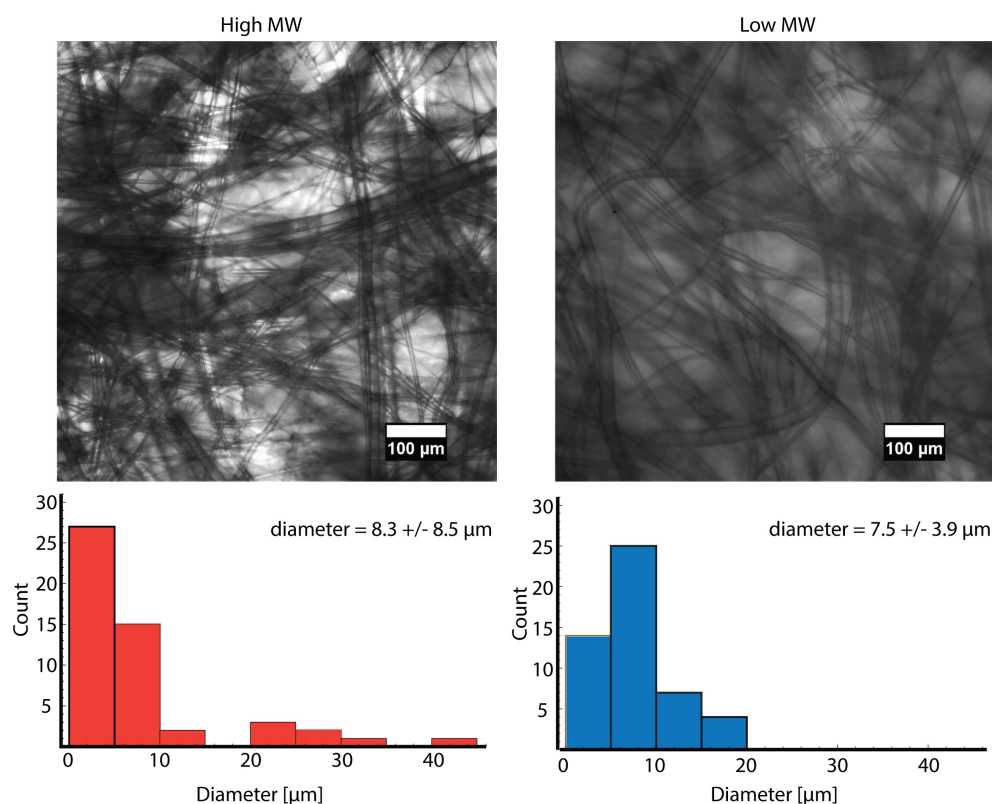 High MW
Low MW
100 µm
100 µm
diameter = 8.3 +/- 8.5 µm
30
25
20
15
10
5
Count
0
10
20
30
40
Diameter [µm]
diameter = 7.5 +/- 3.9 µm
30
25
20
15
10
5
Count
0
10
20
30
40
Diameter [µm]